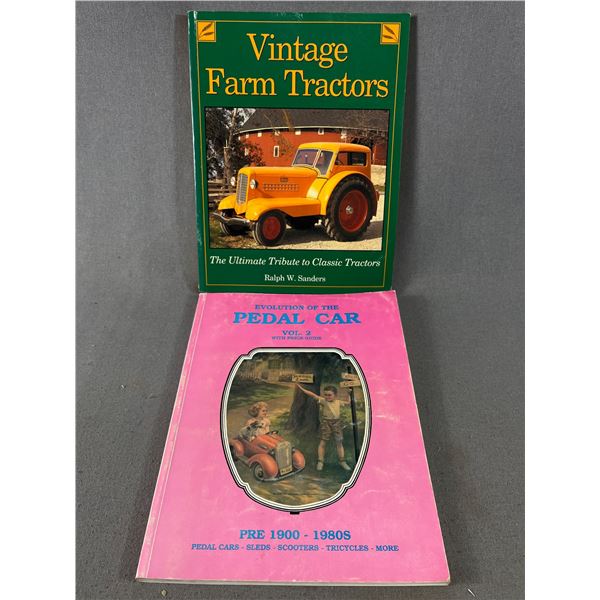 Vintage
Farm Tractors
The Ultimate Tribute to Classic Tractors
Ralph W. Sanders
EVOLUTION OF THE
PEDAL CAR
VOL. 2
WITH PRICE GUIDE
PRE 1900 - 1980S
PEDAL CARS - SLEDS - SCOOTERS - TRICYCLES - MORE